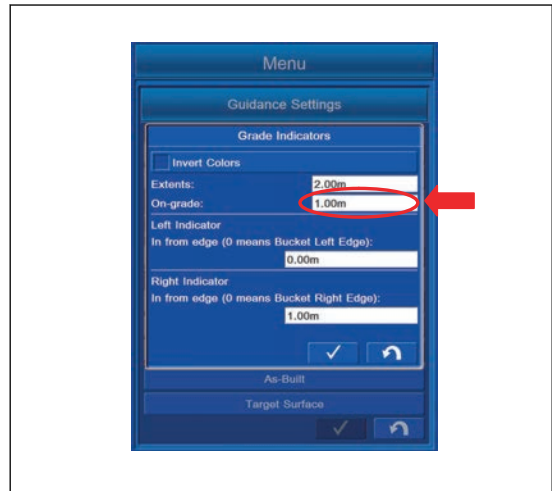 Menu
Guidance Settings
Grade Indicators
Invert Colors
Extents: 2.00m
On-grade: 1.00m
Left Indicator
In from edge (0 means Bucket Left Edge):
0.00m
Right Indicator
In from edge (0 means Bucket Right Edge):
1.00m
As-Built
Target Surface